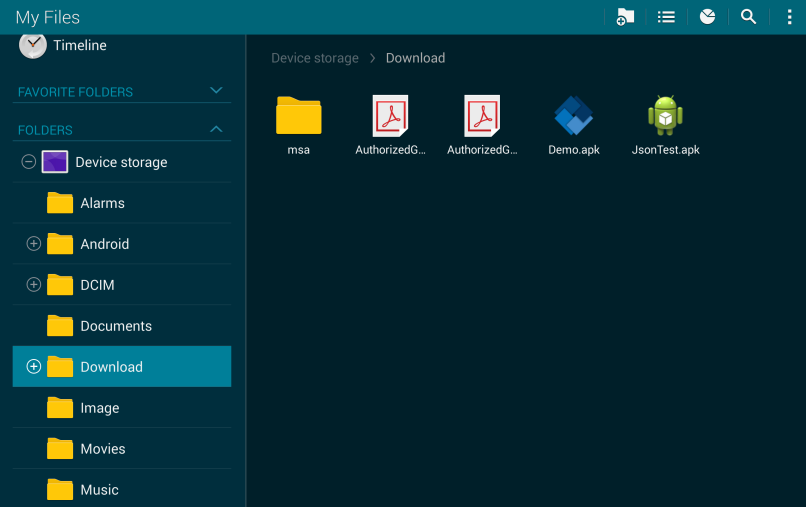 My Files
Timeline
FAVORITE FOLDERS
FOLDERS
Device storage
Alarms
Android
DCIM
Documents
Download
Image
Movies
Music
Device storage > Download
msa
AuthorizedG...
AuthorizedG...
Demo.apk
JsonTest.apk